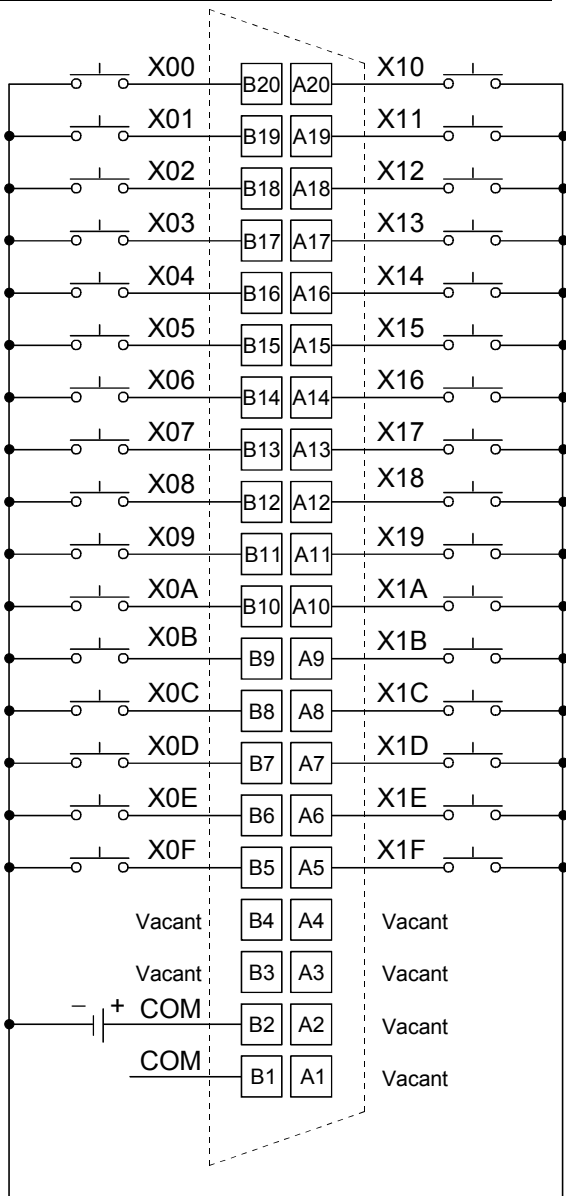 X00 B20 A20 X10
X01 B19 A19 X11
X02 B18 A18 X12
X03 B17 A17 X13
X04 B16 A16 X14
X05 B15 A15 X15
X06 B14 A14 X16
X07 B13 A13 X17
X08 B12 A12 X18
X09 B11 A11 X19
X0A B10 A10 X1A
X0B B9 A9 X1B
X0C B8 A8 X1C
X0D B7 A7 X1D
X0E B6 A6 X1E
X0F B5 A5 X1F
Vacant B4 A4 Vacant
Vacant B3 A3 Vacant
− + COM B2 A2 Vacant
COM B1 A1 Vacant